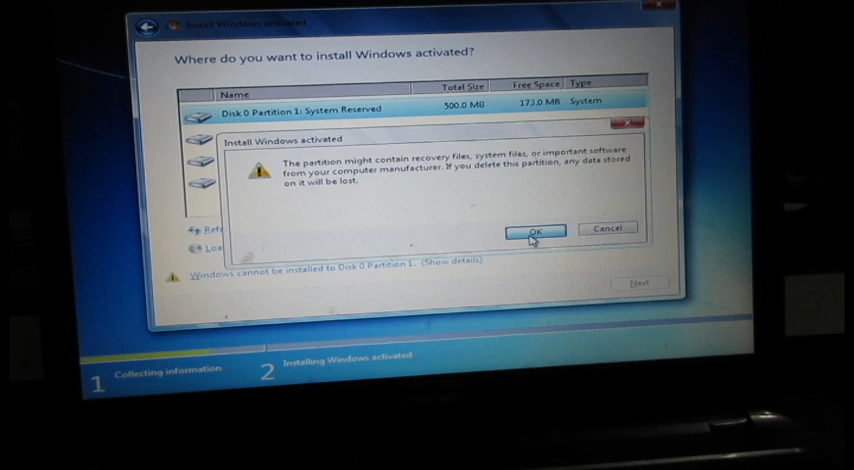 Install Windows activated
Where do you want to install Windows activated?
Name Total Size Free Space Type
Disk 0 Partition 1: System Reserved 500.0 MB 173.0 MB System
Install Windows activated
The partition might contain recovery files, system files, or important software
from your computer manufacturer. If you delete this partition, any data stored
on it will be lost.
OK Cancel
Refr
Loa
Windows cannot be installed to Disk 0 Partition 1. (Show details)
Next
1 Collecting information 2 Installing Windows activated